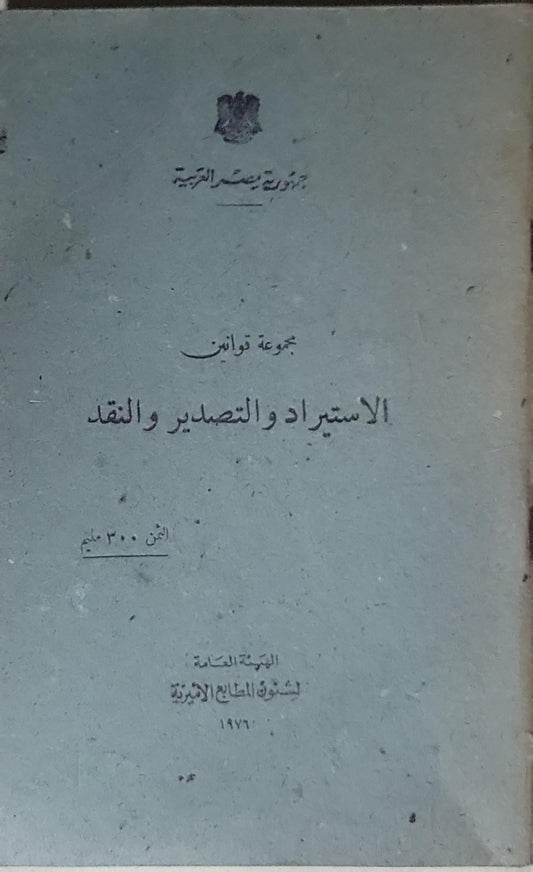 جمهورية مصر العربية
مجموعة قوانين
الاستيراد والتصدير والنقد
الثمن ٣٠٠ مليم
الهيئة العامة
لشئون المطابع الأميرية
١٩٧٦